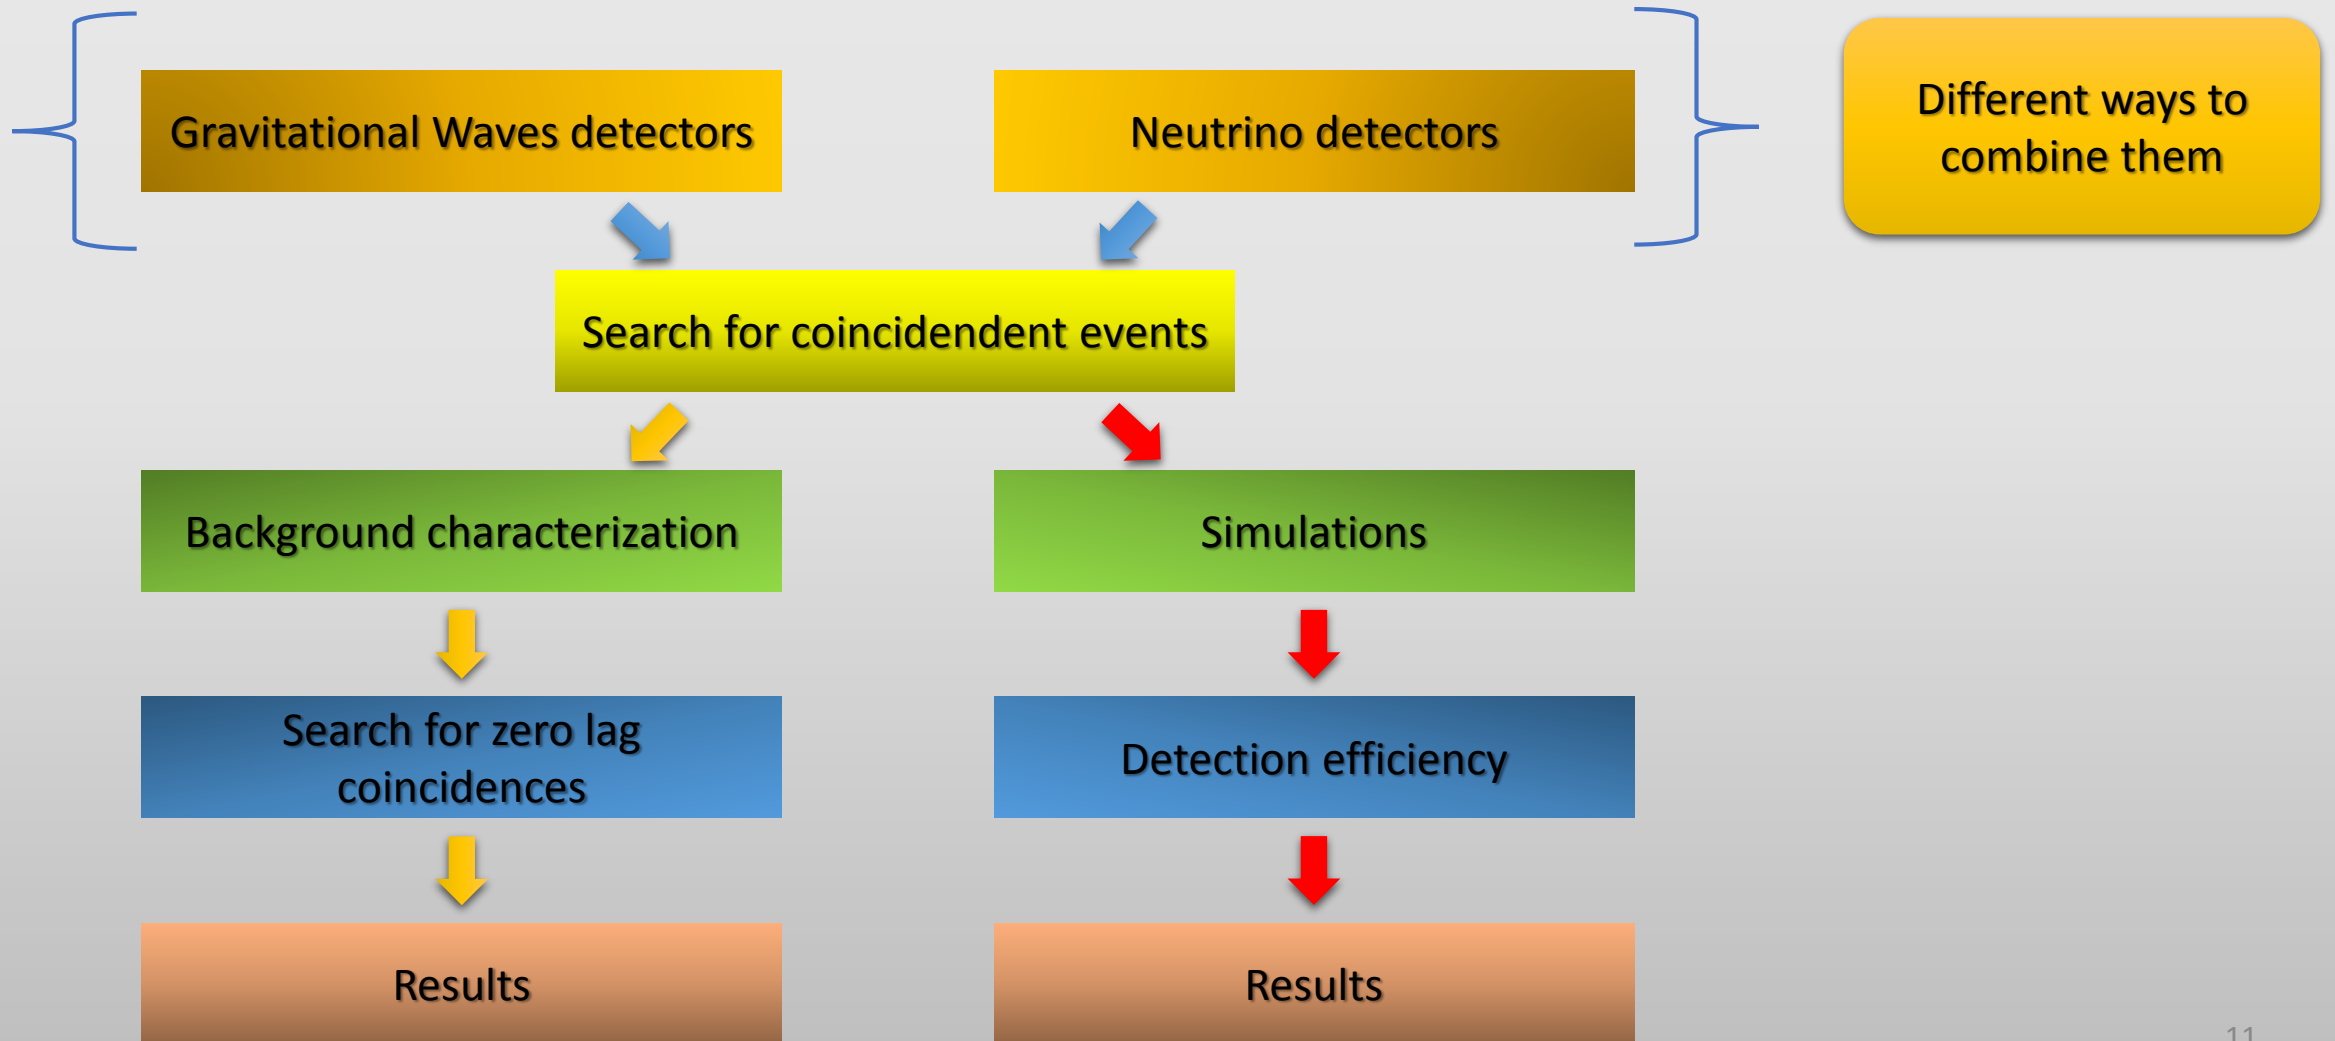 Gravitational Waves detectors
Neutrino detectors
Different ways to
combine them
Search for coincidendent events
Background characterization
Simulations
Search for zero lag
coincidences
Detection efficiency
Results
Results
11